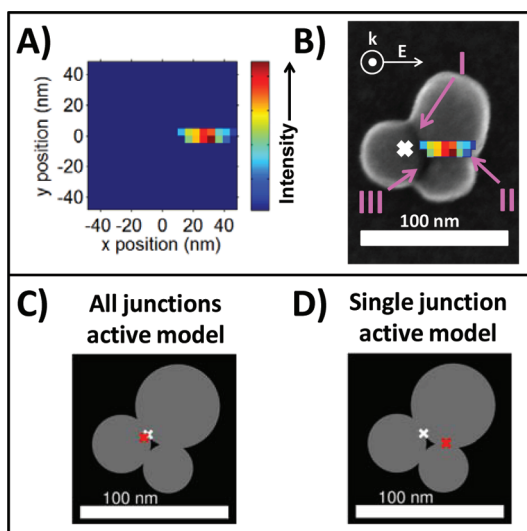 A)
y position (nm)
40
20
0
-20
-40
-40 -20 0 20 40
x position (nm)
Intensity
B)
k
E
I
II
III
100 nm
C)
All junctions
active model
100 nm
D)
Single junction
active model
100 nm